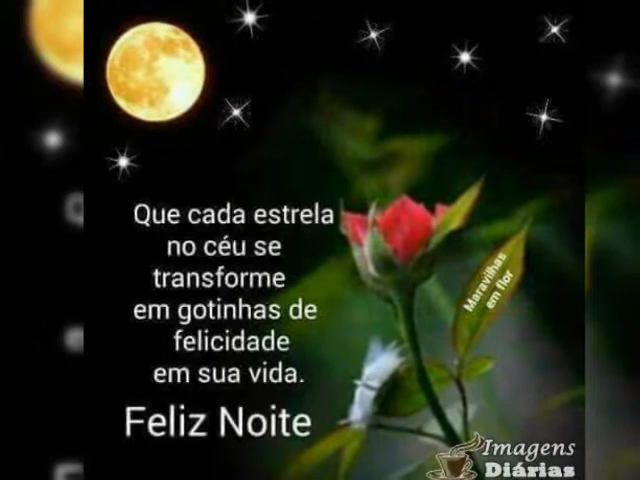 Que cada estrela
no céu se
transforme
em gotinhas de
felicidade
em sua vida.
Feliz Noite
Maravilhas
em flor
Imagens
Diárias